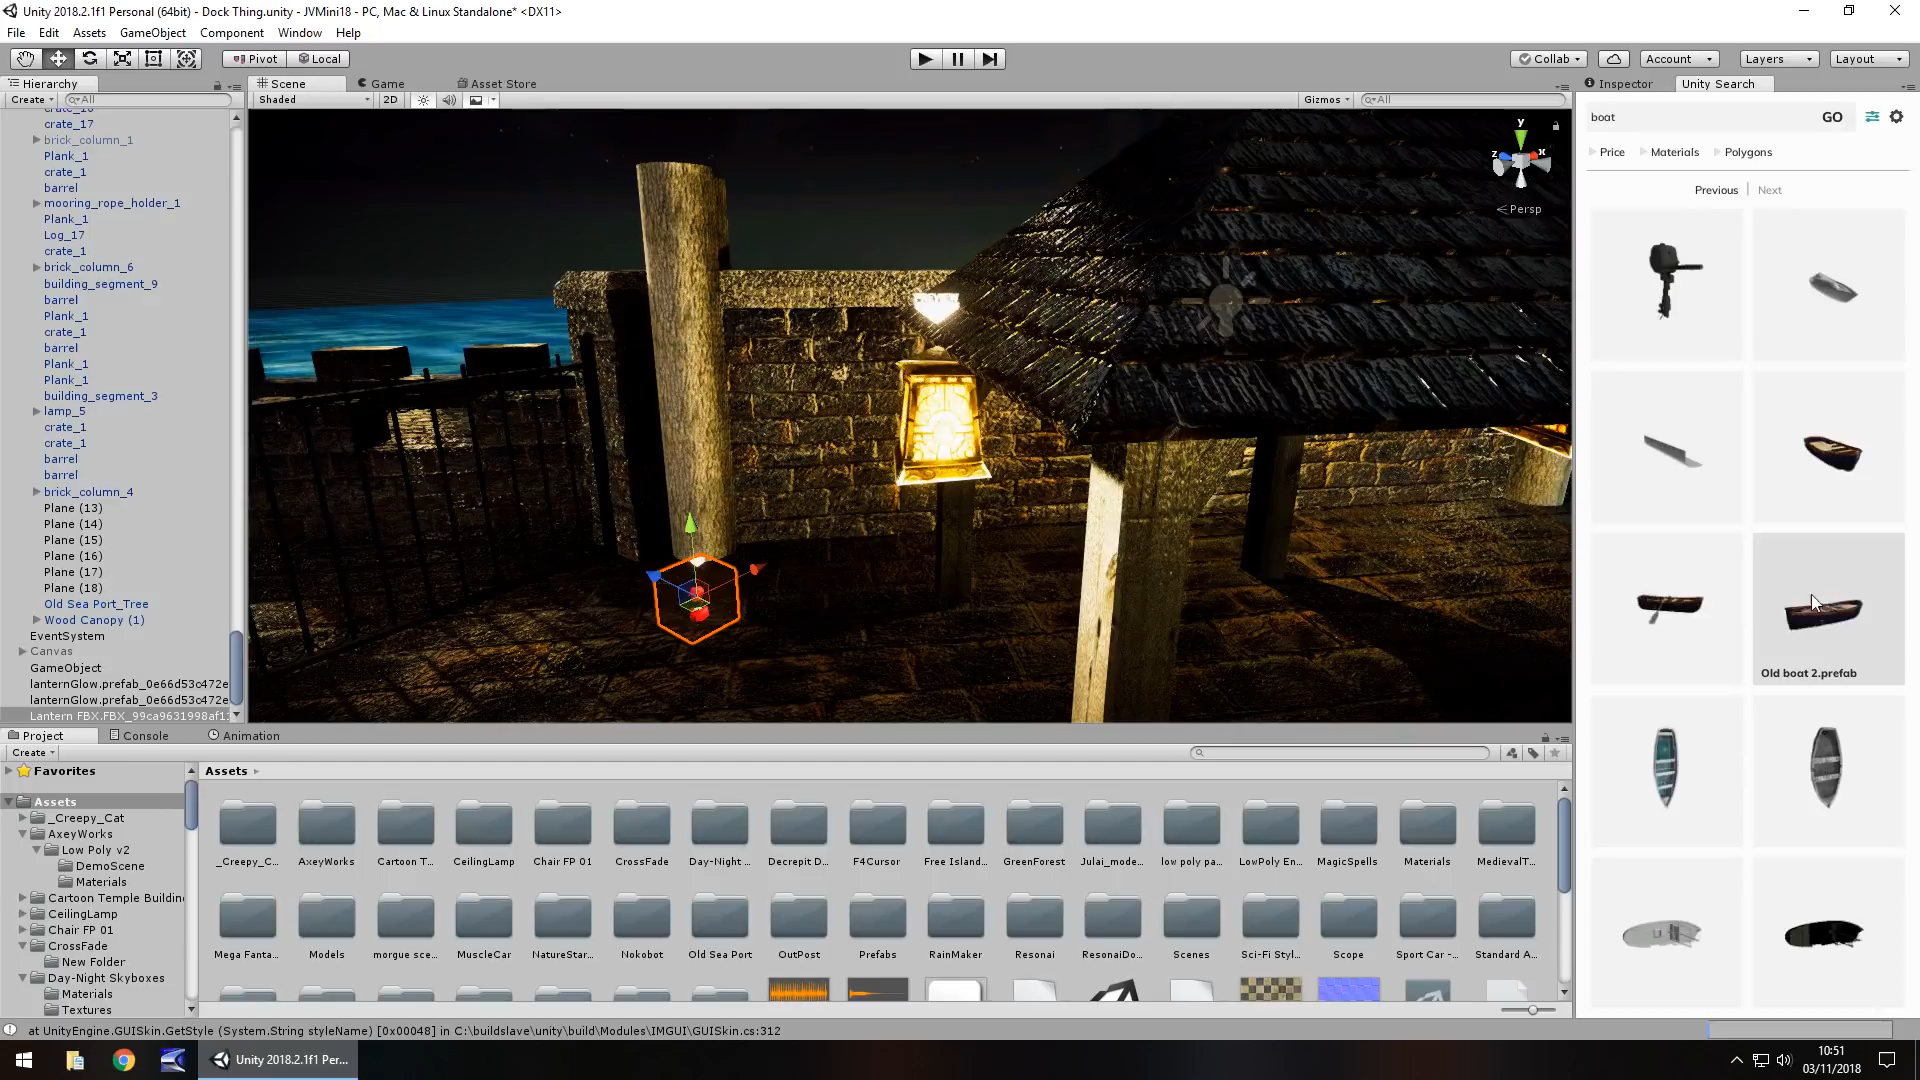 Unity 2018.2.1f1 Personal (64bit) - Dock Thing.unity - JVMini18 - PC, Mac & Linux Standalone* <DX11>
File Edit Assets GameObject Component Window Help
Pivot Local Collab Account Layers Layout
Hierarchy Scene Game Asset Store Inspector Unity Search
Create All Shaded 2D Gizmos All
boat GO
Price Materials Polygons
Previous Next
crate_17
brick_column_1
Plank_1
crate_1
barrel
mooring_rope_holder_1
Plank_1
Log_17
crate_1
brick_column_6
building_segment_9
barrel
Plank_1
crate_1
barrel
Plank_1
Plank_1
building_segment_3
lamp_5
crate_1
crate_1
barrel
barrel
brick_column_4
Plane (13)
Plane (14)
Plane (15)
Plane (16)
Plane (17)
Plane (18)
Old Sea Port_Tree
Wood Canopy (1)
EventSystem
Canvas
GameObject
lanternGlow.prefab_0e66d53c472e
lanternGlow.prefab_0e66d53c472e
Lantern FBX.FBX_99ca9631998af1
y
z x
Persp
Old boat 2.prefab
Project Console Animation
Create
Favorites
Assets
_Creepy_Cat
AxeyWorks
Low Poly v2
DemoScene
Materials
Cartoon Temple Buildin
CeilingLamp
Chair FP 01
CrossFade
New Folder
Day-Night Skyboxes
Materials
Textures
Assets
_Creepy_C... AxeyWorks Cartoon T... CeilingLamp Chair FP 01 CrossFade Day-Night ... Decrepit D... F4Cursor Free Island... GreenForest Julai_mode... low poly pa... LowPoly En... MagicSpells Materials MedievalT...
Mega Fanta... Models morgue sce... MuscleCar NatureStar... Nokobot Old Sea Port OutPost Prefabs RainMaker Resonai ResonaiDo... Scenes Sci-Fi Styl... Scope Sport Car -... Standard A...
at UnityEngine.GUISkin.GetStyle (System.String styleName) [0x00048] in C:\buildslave\unity\build\Modules\IMGUI\GUISkin.cs:312
Unity 2018.2.1f1 Per...
10:51
03/11/2018